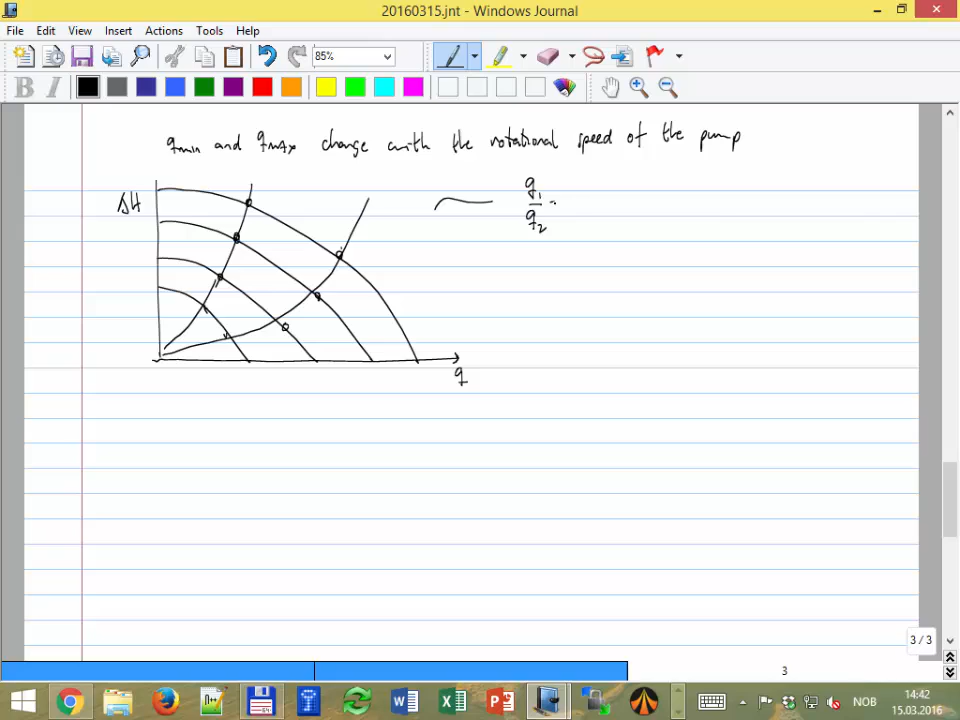 20160315.jnt - Windows Journal
File Edit View Insert Actions Tools Help
85%
B I
qmin and qmax change with the rotational speed of the pump
ΔH
q1
q2
q
3 / 3
3
NOB
14:42
15.03.2016